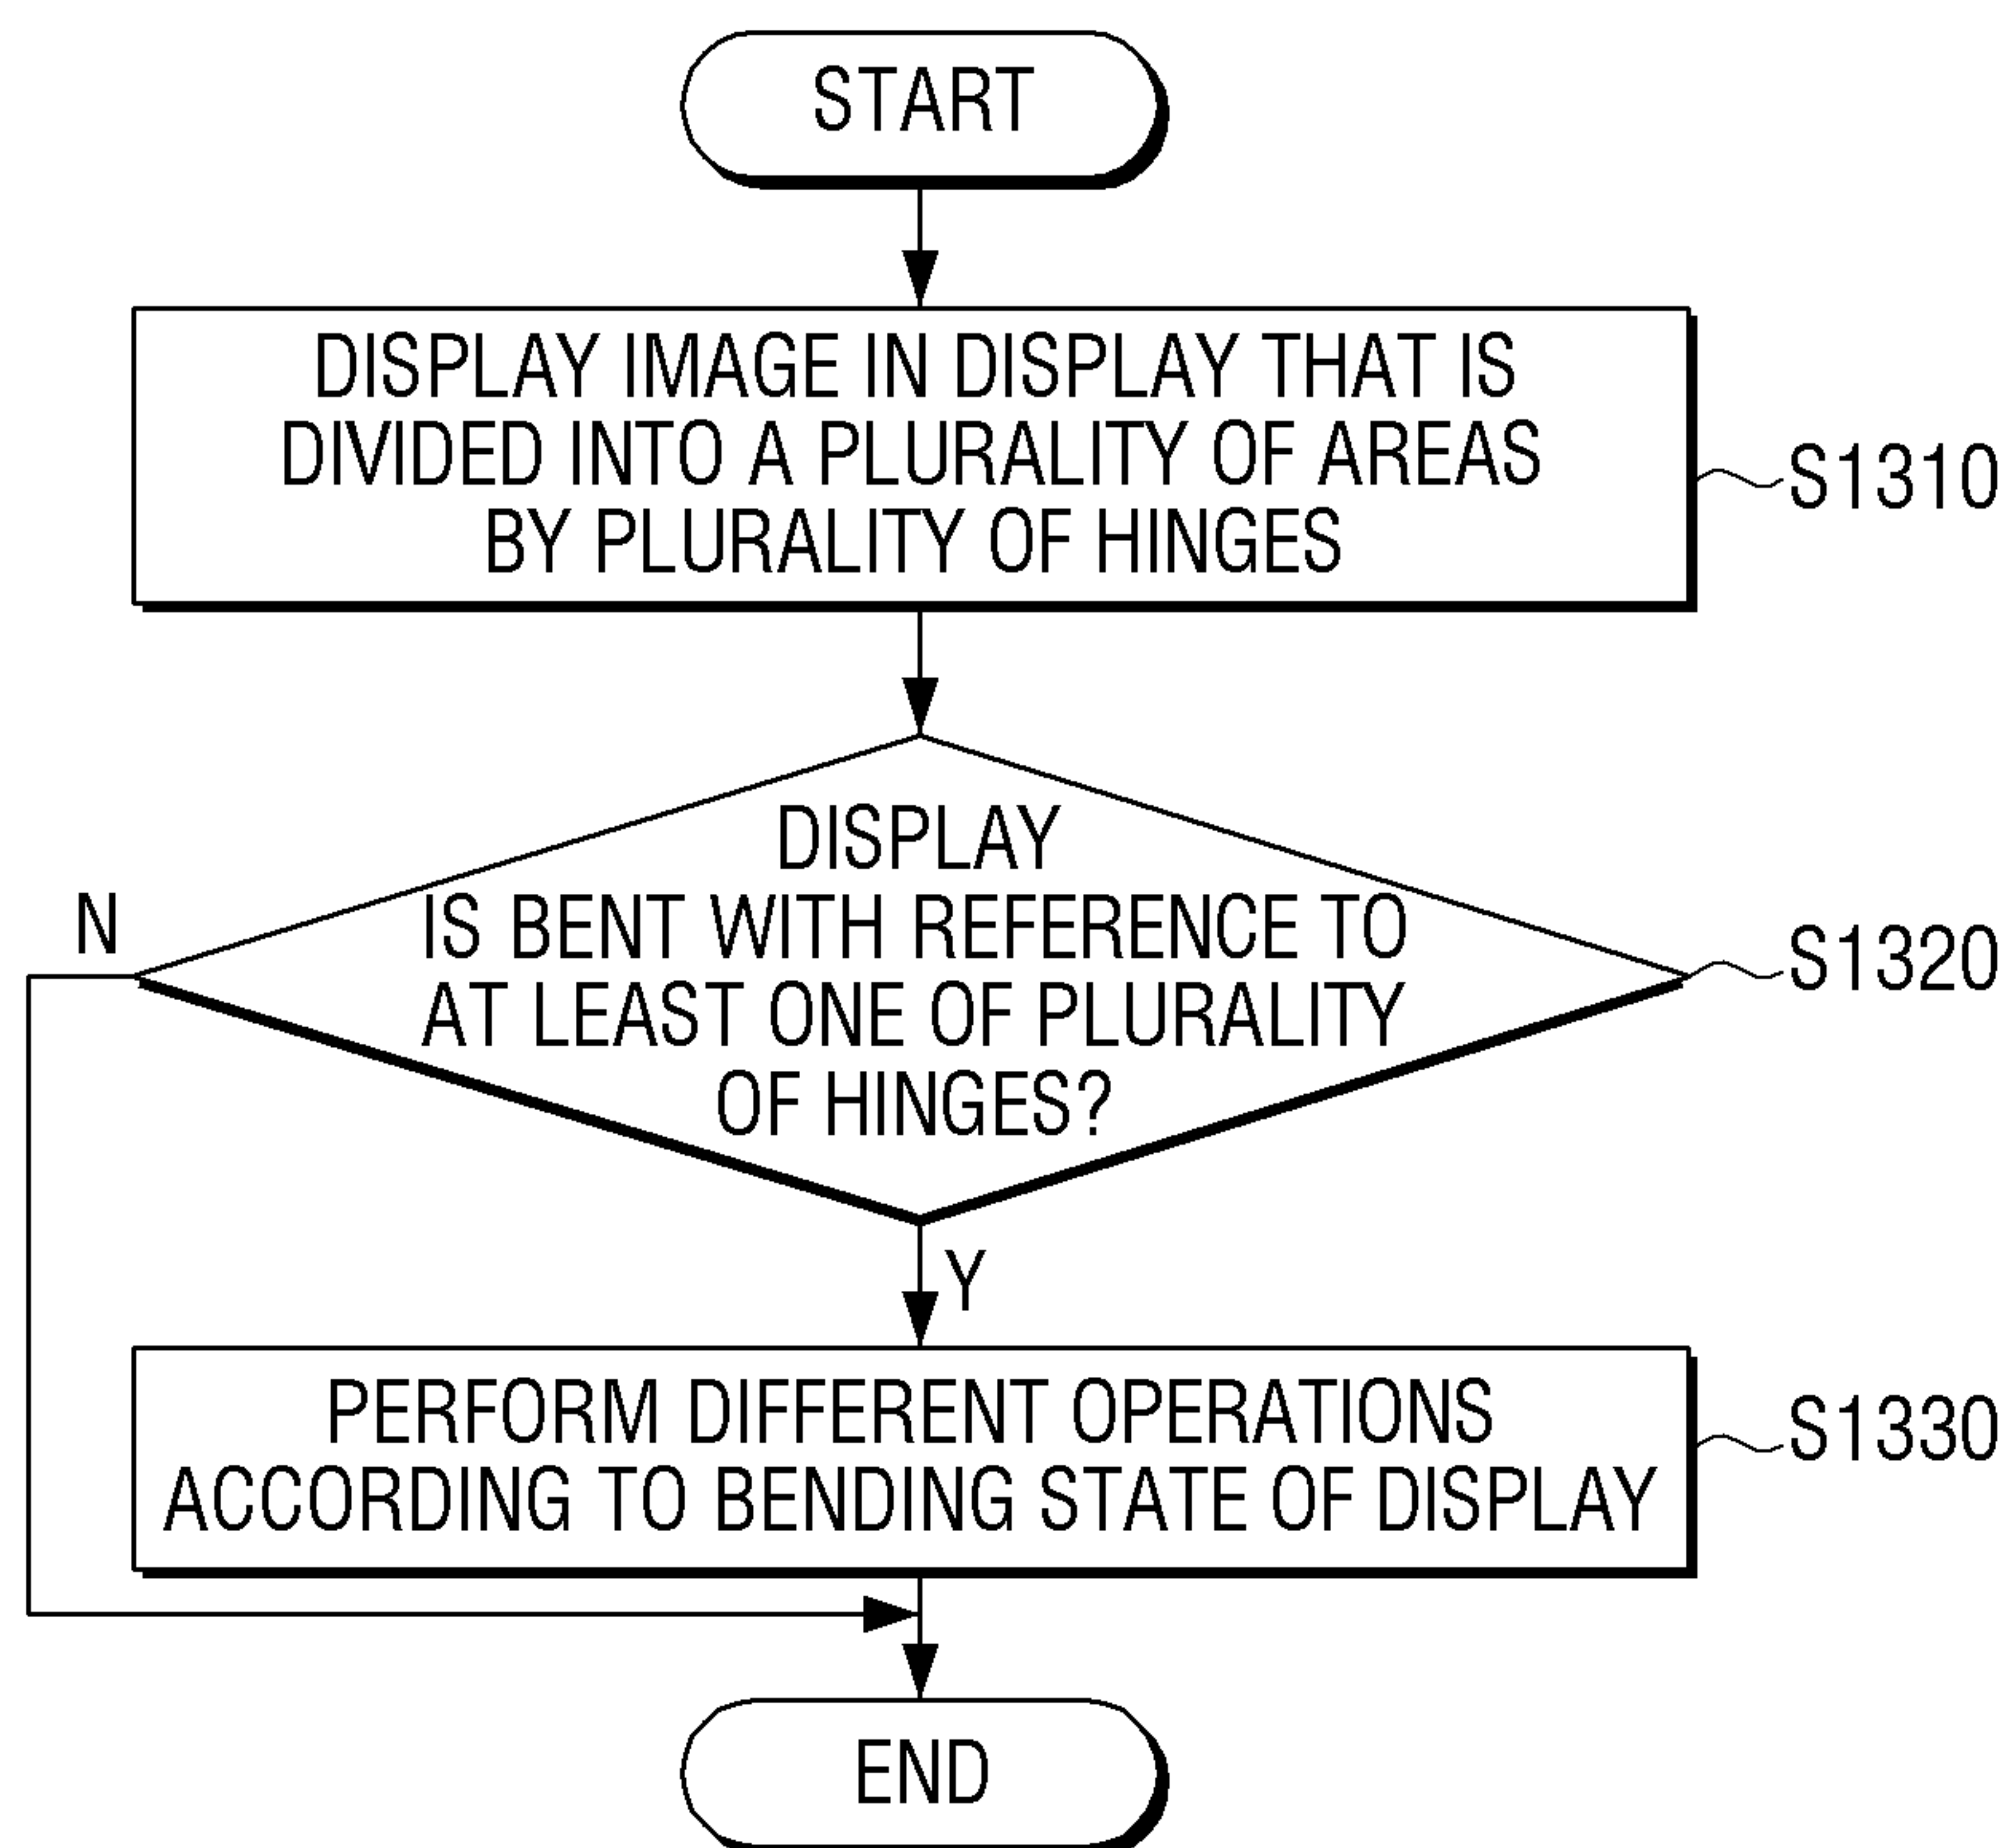 START
DISPLAY IMAGE IN DISPLAY THAT IS
DIVIDED INTO A PLURALITY OF AREAS
BY PLURALITY OF HINGES
S1310
DISPLAY
IS BENT WITH REFERENCE TO
AT LEAST ONE OF PLURALITY
OF HINGES?
N
S1320
Y
PERFORM DIFFERENT OPERATIONS
ACCORDING TO BENDING STATE OF DISPLAY
S1330
END